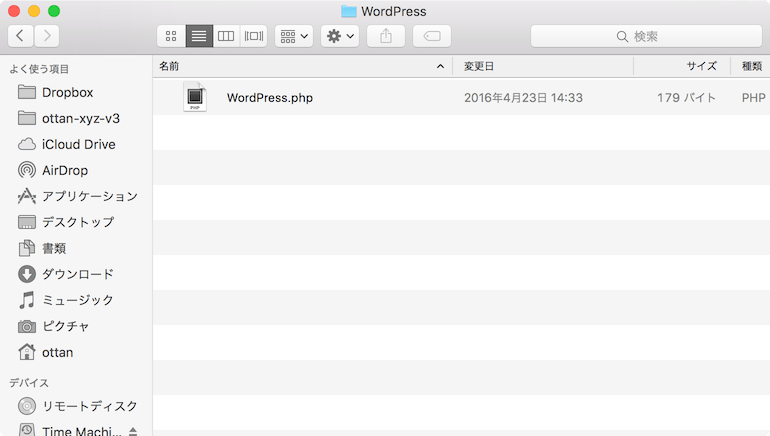 WordPress
検索
よく使う項目
Dropbox
ottan-xyz-v3
iCloud Drive
AirDrop
アプリケーション
デスクトップ
書類
ダウンロード
ミュージック
ピクチャ
ottan
デバイス
リモートディスク
Time Machi...
名前 変更日 サイズ 種類
PHP
WordPress.php 2016年4月23日 14:33 179 バイト PHP